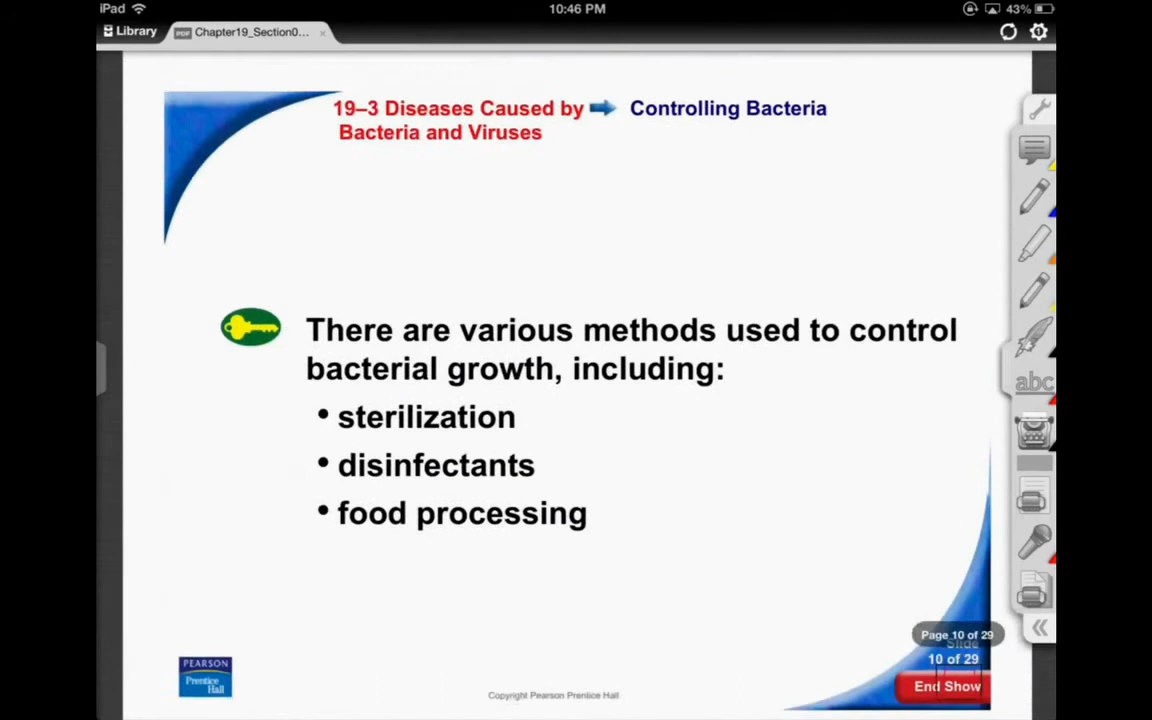 iPad 10:46 PM 43%
Library Chapter19_Section0... ×
19–3 Diseases Caused by Controlling Bacteria
Bacteria and Viruses
There are various methods used to control
bacterial growth, including:
• sterilization
• disinfectants
• food processing
abc
Page 10 of 29
Slide
10 of 29
End Show
PEARSON
Prentice
Hall
Copyright Pearson Prentice Hall